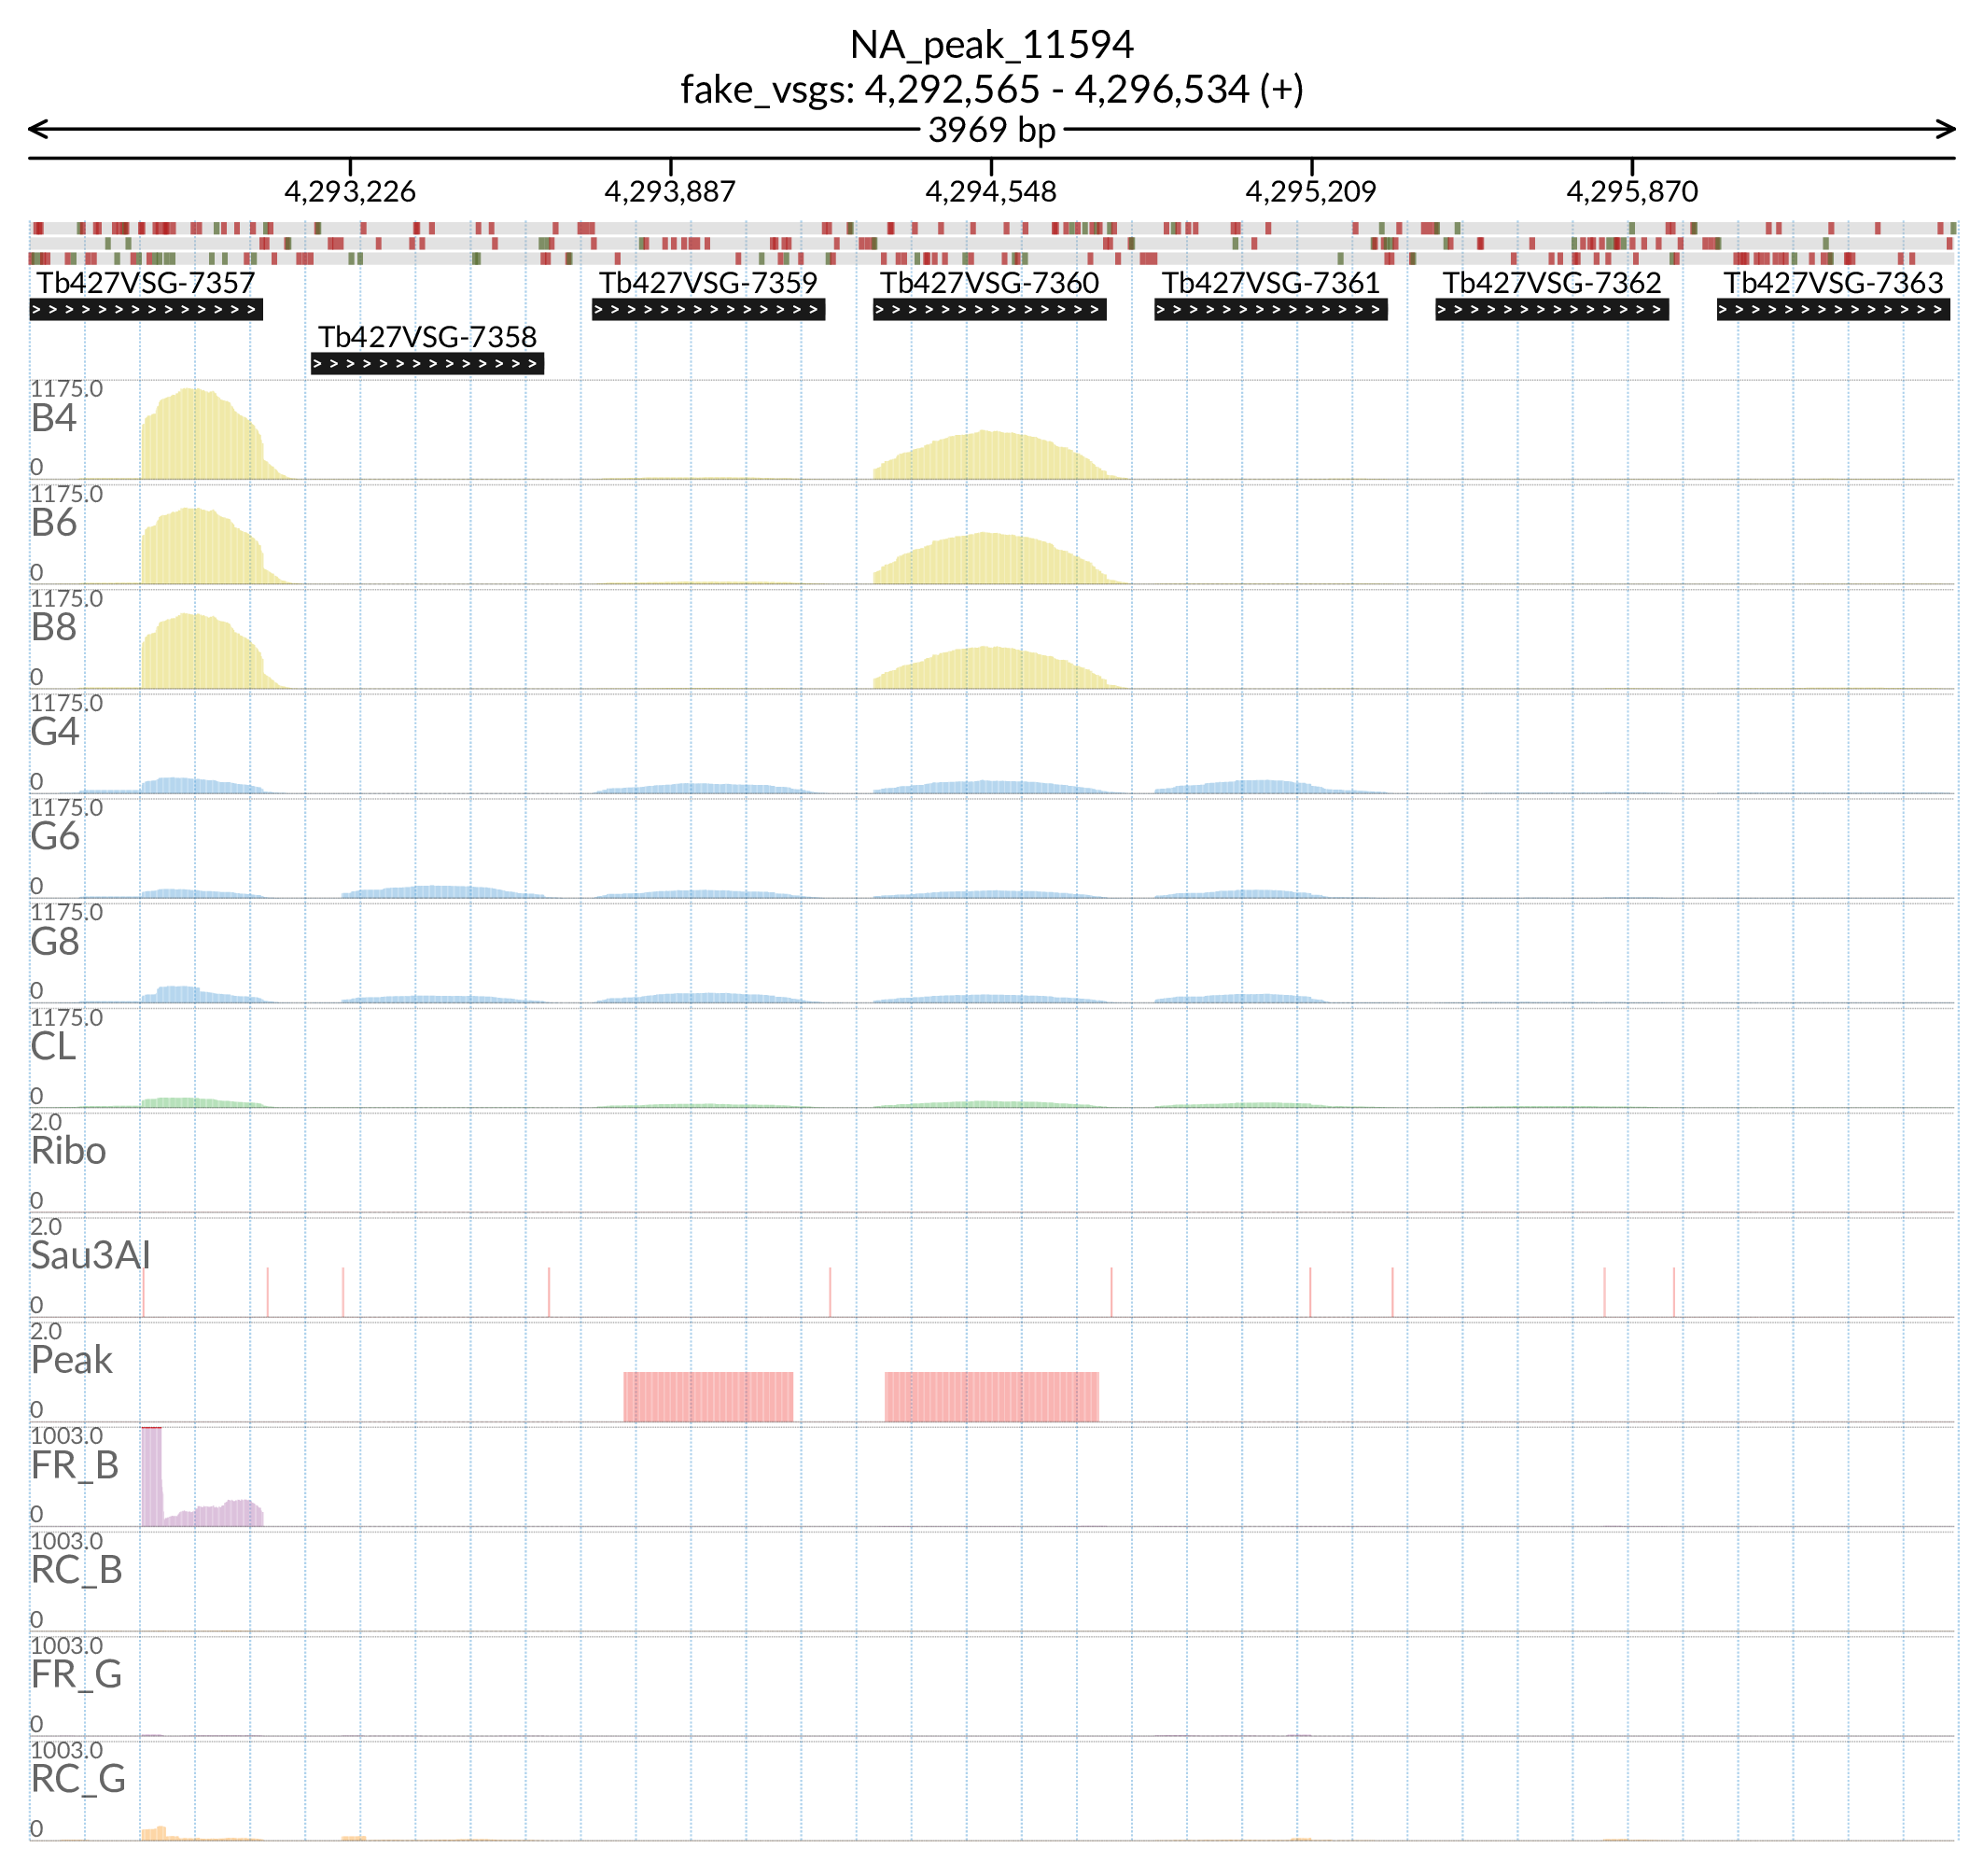 NA_peak_11594
fake_vsgs: 4,292,565 - 4,296,534 (+)
3969 bp
4,293,226 4,293,887 4,294,548 4,295,209 4,295,870
Tb427VSG-7357 Tb427VSG-7359 Tb427VSG-7360 Tb427VSG-7361 Tb427VSG-7362 Tb427VSG-7363
Tb427VSG-7358
1175.0
B4
0
1175.0
B6
0
1175.0
B8
0
1175.0
G4
0
1175.0
G6
0
1175.0
G8
0
1175.0
CL
0
2.0
Ribo
0
2.0
Sau3AI
0
2.0
Peak
0
1003.0
FR_B
0
1003.0
RC_B
0
1003.0
FR_G
0
1003.0
RC_G
0